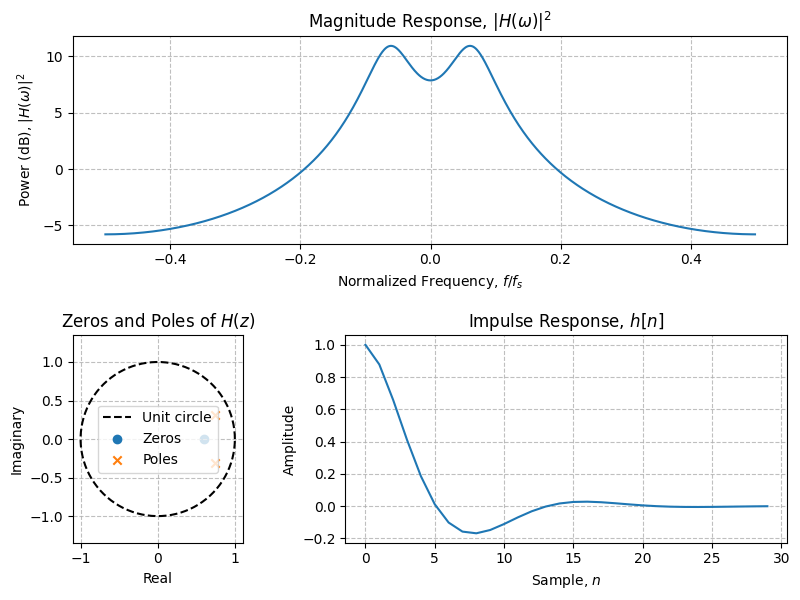 Magnitude Response, $|H(\omega)|^2$
Power (dB), $|H(\omega)|^2$
10
5
0
−5
−0.4 −0.2 0.0 0.2 0.4
Normalized Frequency, $f/f_s$
Zeros and Poles of $H(z)$
Imaginary
1.0
0.5
0.0
−0.5
−1.0
Unit circle
Zeros
Poles
−1 0 1
Real
Impulse Response, $h[n]$
Amplitude
1.0
0.8
0.6
0.4
0.2
0.0
−0.2
0 5 10 15 20 25 30
Sample, $n$